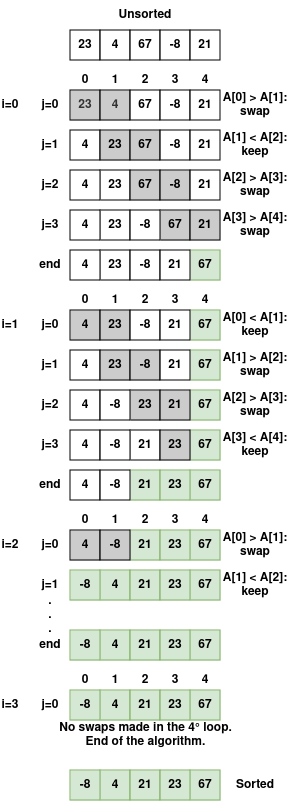 Unsorted
23 4 67 -8 21
0 1 2 3 4
i=0 j=0 23 4 67 -8 21 A[0] > A[1]:
swap
j=1 4 23 67 -8 21 A[1] < A[2]:
keep
j=2 4 23 67 -8 21 A[2] > A[3]:
swap
j=3 4 23 -8 67 21 A[3] > A[4]:
swap
end 4 23 -8 21 67
0 1 2 3 4
i=1 j=0 4 23 -8 21 67 A[0] < A[1]:
keep
j=1 4 23 -8 21 67 A[1] > A[2]:
swap
j=2 4 -8 23 21 67 A[2] > A[3]:
swap
j=3 4 -8 21 23 67 A[3] < A[4]:
keep
end 4 -8 21 23 67
0 1 2 3 4
i=2 j=0 4 -8 21 23 67 A[0] > A[1]:
swap
j=1 -8 4 21 23 67 A[1] < A[2]:
keep
.
.
.
end -8 4 21 23 67
0 1 2 3 4
i=3 j=0 -8 4 21 23 67
No swaps made in the 4° loop.
End of the algorithm.
-8 4 21 23 67 Sorted